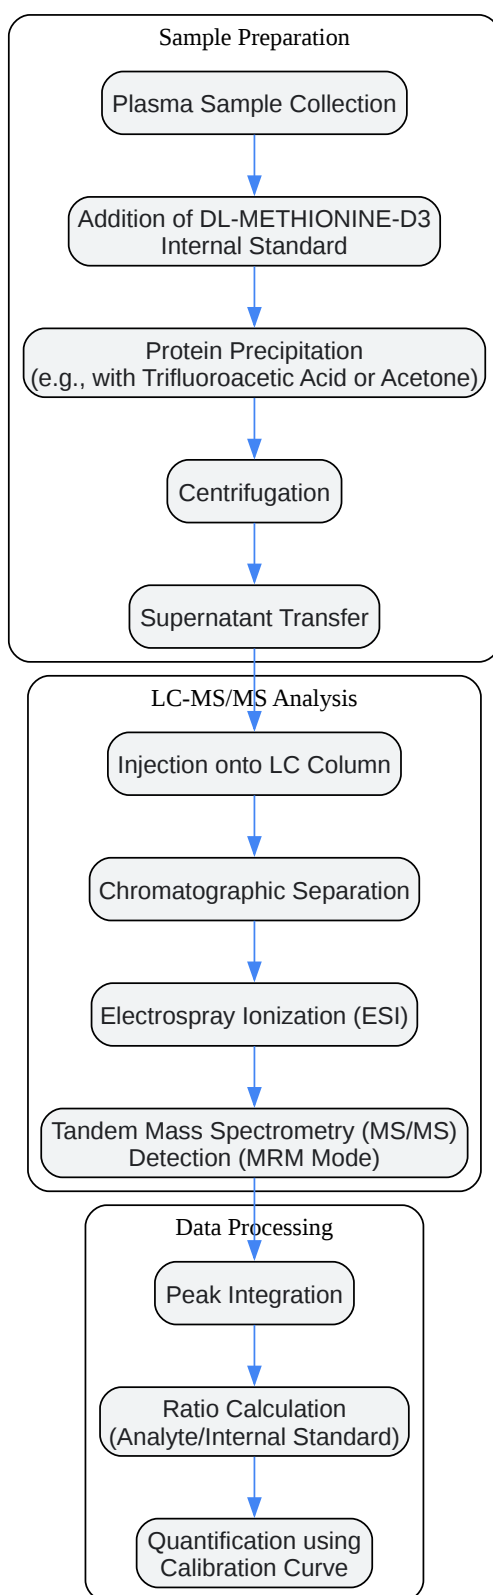 Sample Preparation
Plasma Sample Collection
Addition of DL-METHIONINE-D3
Internal Standard
Protein Precipitation
(e.g., with Trifluoroacetic Acid or Acetone)
Centrifugation
Supernatant Transfer
LC-MS/MS Analysis
Injection onto LC Column
Chromatographic Separation
Electrospray Ionization (ESI)
Tandem Mass Spectrometry (MS/MS)
Detection (MRM Mode)
Data Processing
Peak Integration
Ratio Calculation
(Analyte/Internal Standard)
Quantification using
Calibration Curve